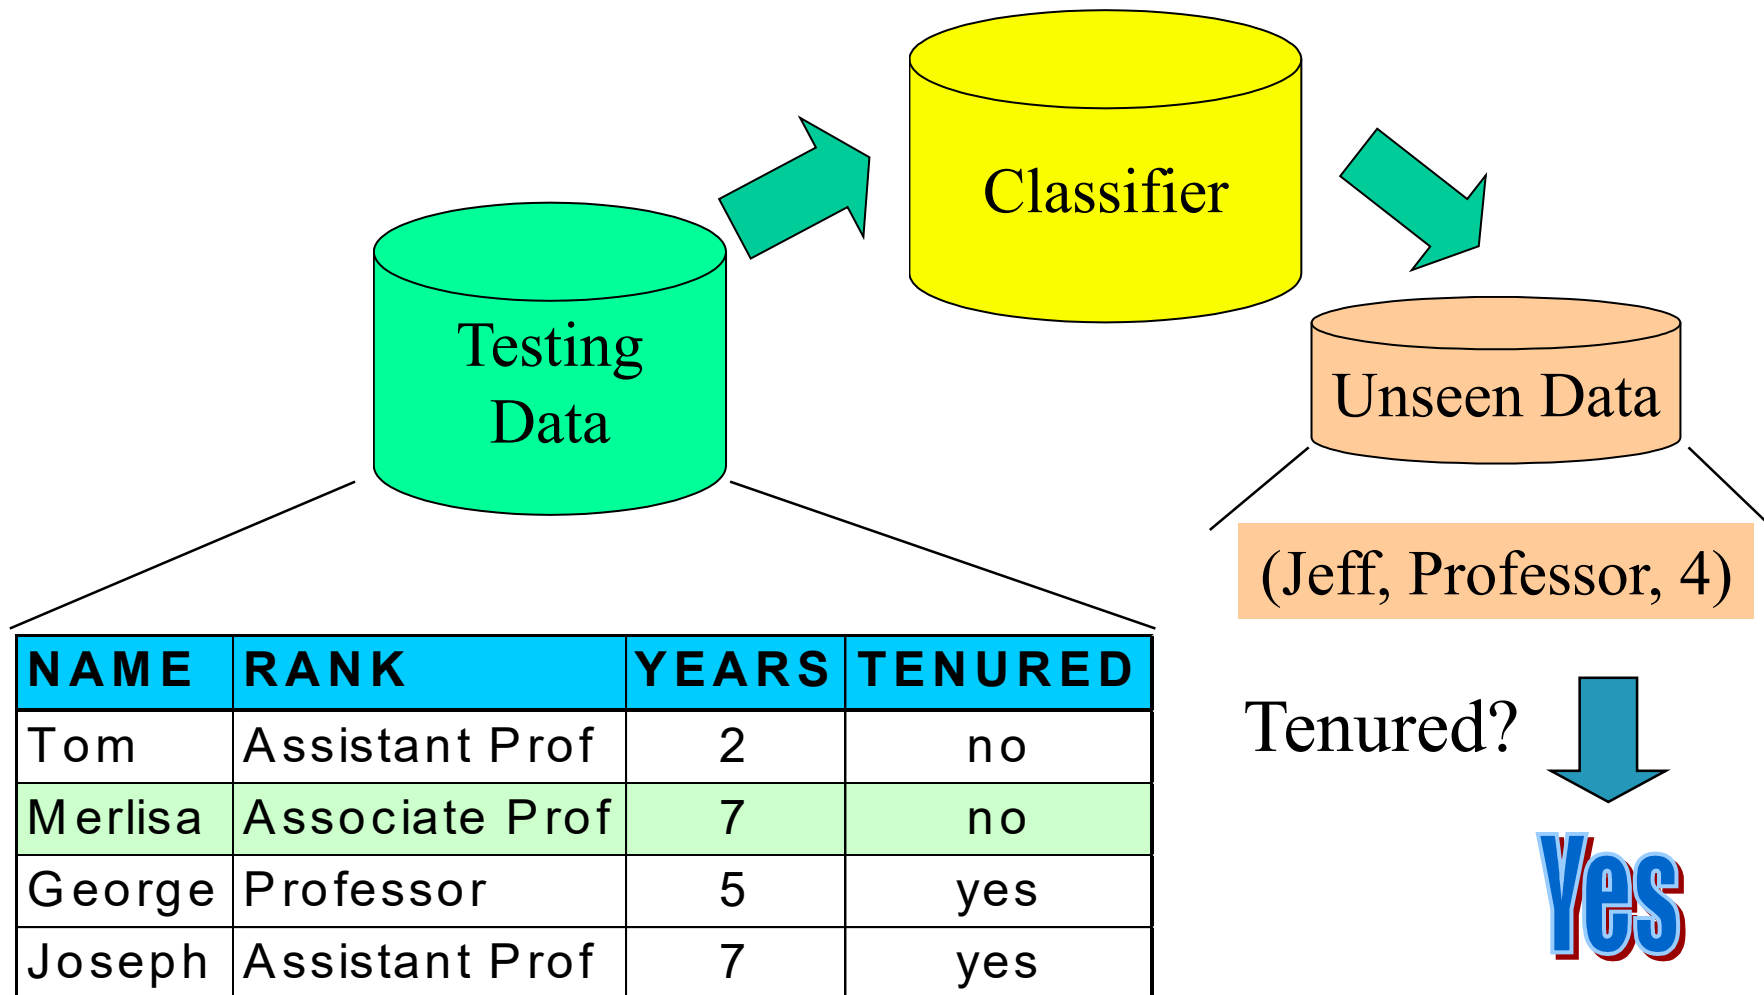 Classifier
Testing
Data
Unseen Data
(Jeff, Professor, 4)
NAME RANK YEARS TENURED
Tom Assistant Prof 2 no
Merlisa Associate Prof 7 no
George Professor 5 yes
Joseph Assistant Prof 7 yes
Tenured?
Yes